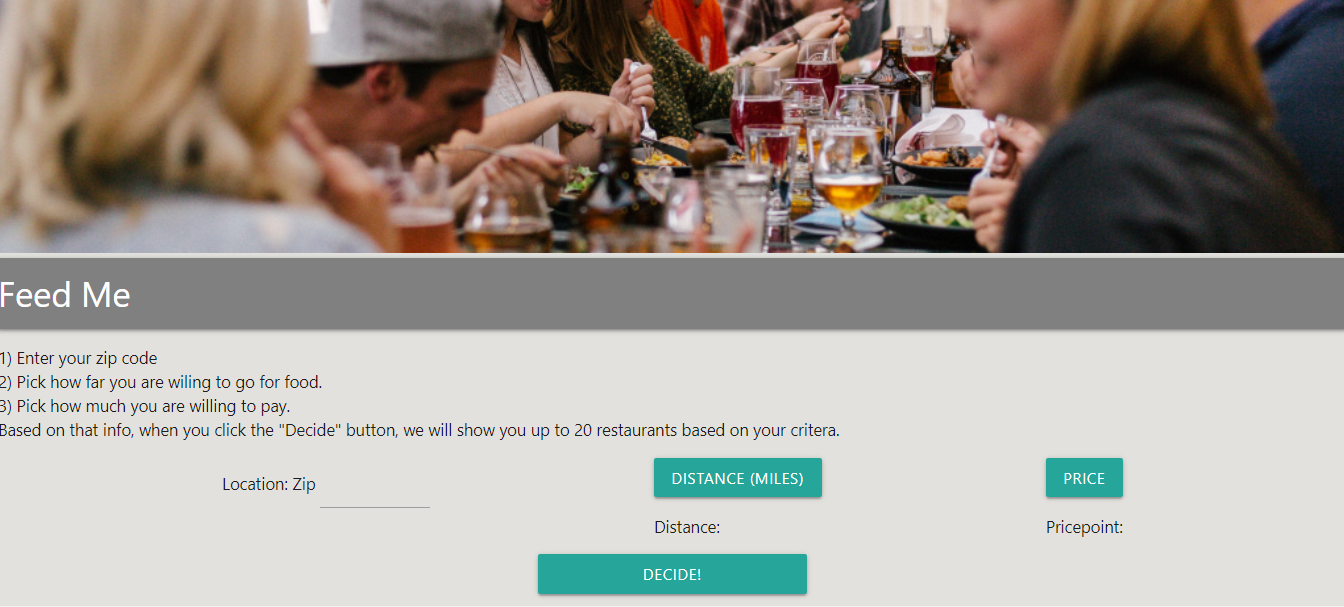 Feed Me
1) Enter your zip code
2) Pick how far you are wiling to go for food.
3) Pick how much you are willing to pay.
Based on that info, when you click the "Decide" button, we will show you up to 20 restaurants based on your critera.
Location: Zip
DISTANCE (MILES)
PRICE
Distance:
Pricepoint:
DECIDE!